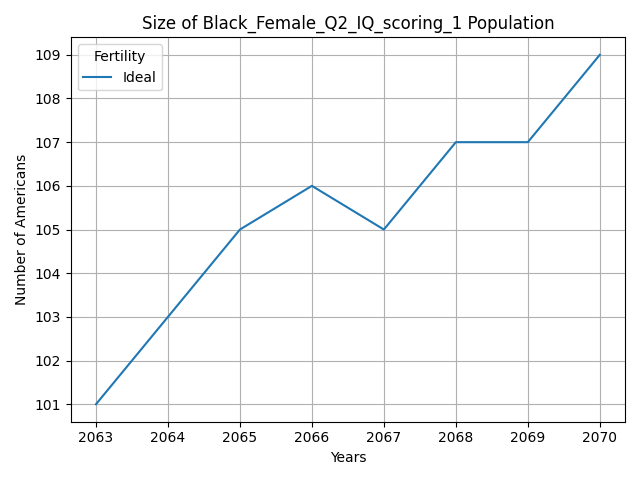 Size of Black_Female_Q2_IQ_scoring_1 Population
Fertility
Ideal
109
108
107
106
105
104
103
102
101
Number of Americans
2063 2064 2065 2066 2067 2068 2069 2070
Years